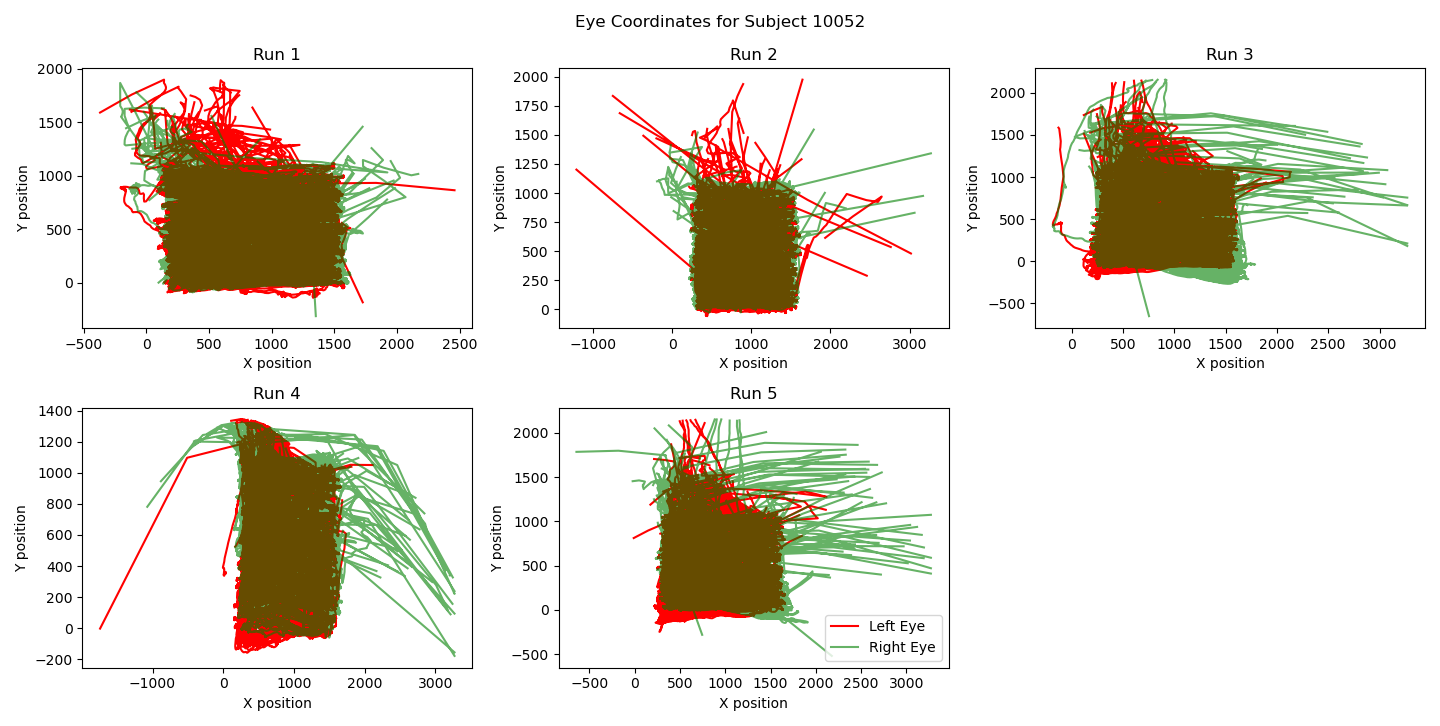 Eye Coordinates for Subject 10052
Run 1
Y position
2000
1500
1000
500
0
−500 0 500 1000 1500 2000 2500
X position
Run 2
Y position
2000
1750
1500
1250
1000
750
500
250
0
−1000 0 1000 2000 3000
X position
Run 3
Y position
2000
1500
1000
500
0
−500
0 500 1000 1500 2000 2500 3000
X position
Run 4
Y position
1400
1200
1000
800
600
400
200
0
−200
−1000 0 1000 2000 3000
X position
Run 5
Y position
2000
1500
1000
500
0
−500
Left Eye
Right Eye
−500 0 500 1000 1500 2000 2500 3000
X position